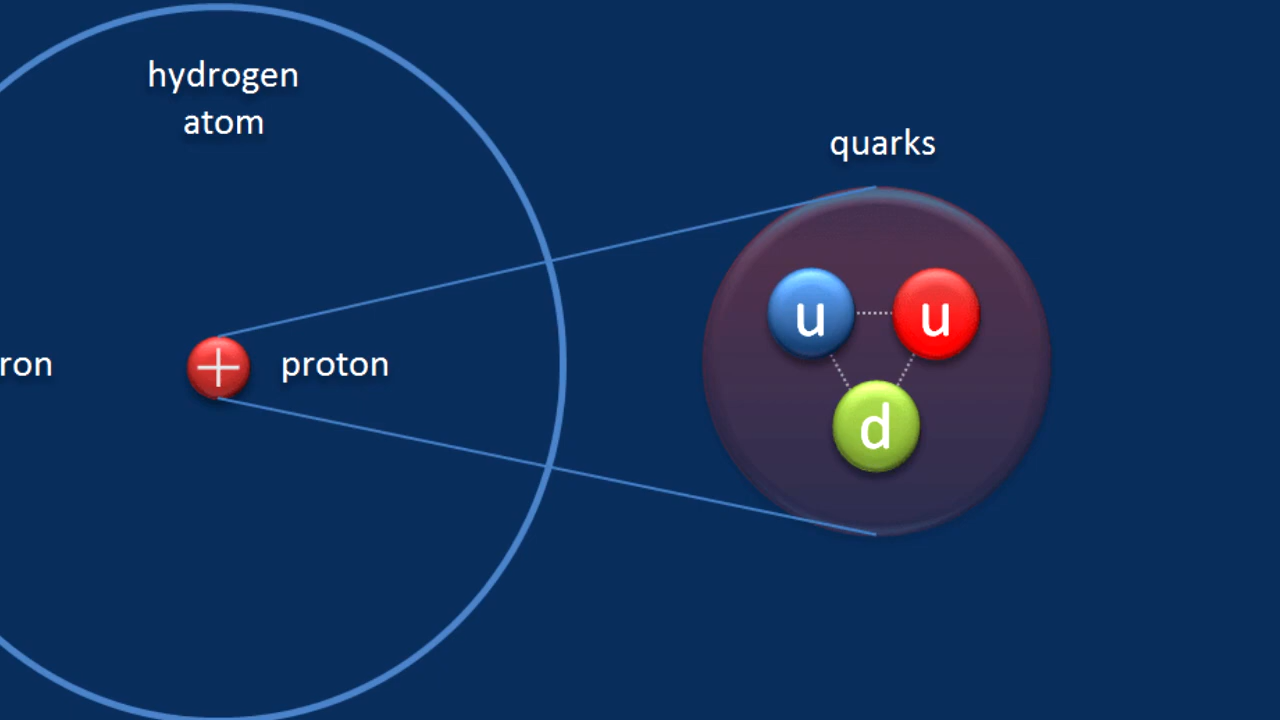 hydrogen
atom
quarks
u
u
d
ron
+
proton